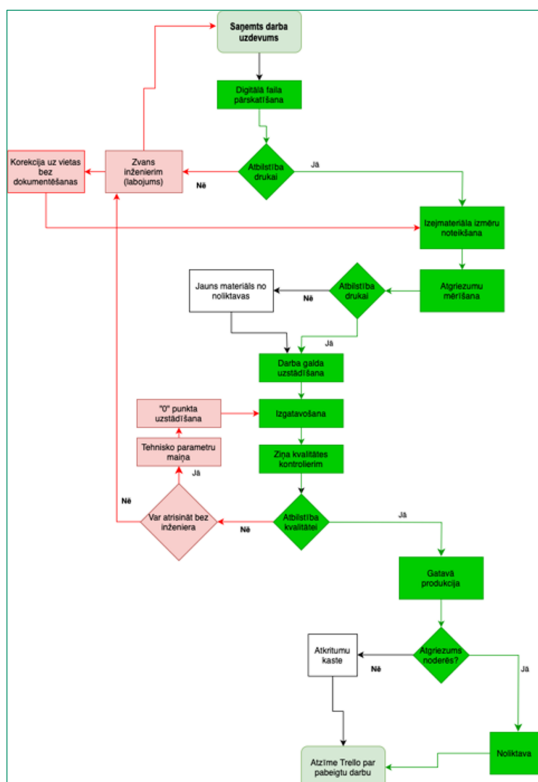 Saņemts darba
uzdevums
Digitālā faila
pārskatīšana
Korekcija uz vietas
bez
dokumentēšanas
Zvans
inženierim
(labojums)
Nē
Atbilstība
drukai
Jā
Izejmateriāla izmēru
noteikšana
Jauns materiāls no
noliktavas
Nē
Atbilstība
drukai
Atgriezumu
mērīšana
Jā
Darba galda
uzstādīšana
"0" punkta
uzstādīšana
Izgatavošana
Tehnisko parametru
maiņa
Ziņa kvalitātes
kontrolierim
Jā
Nē
Var atrisināt bez
inženiera
Nē
Atbilstība
kvalitātei
Jā
Gatavā
produkcija
Atkritumu
kaste
Nē
Atgriezums
noderēs?
Jā
Noliktava
Atzīme Trello par
pabeigtu darbu